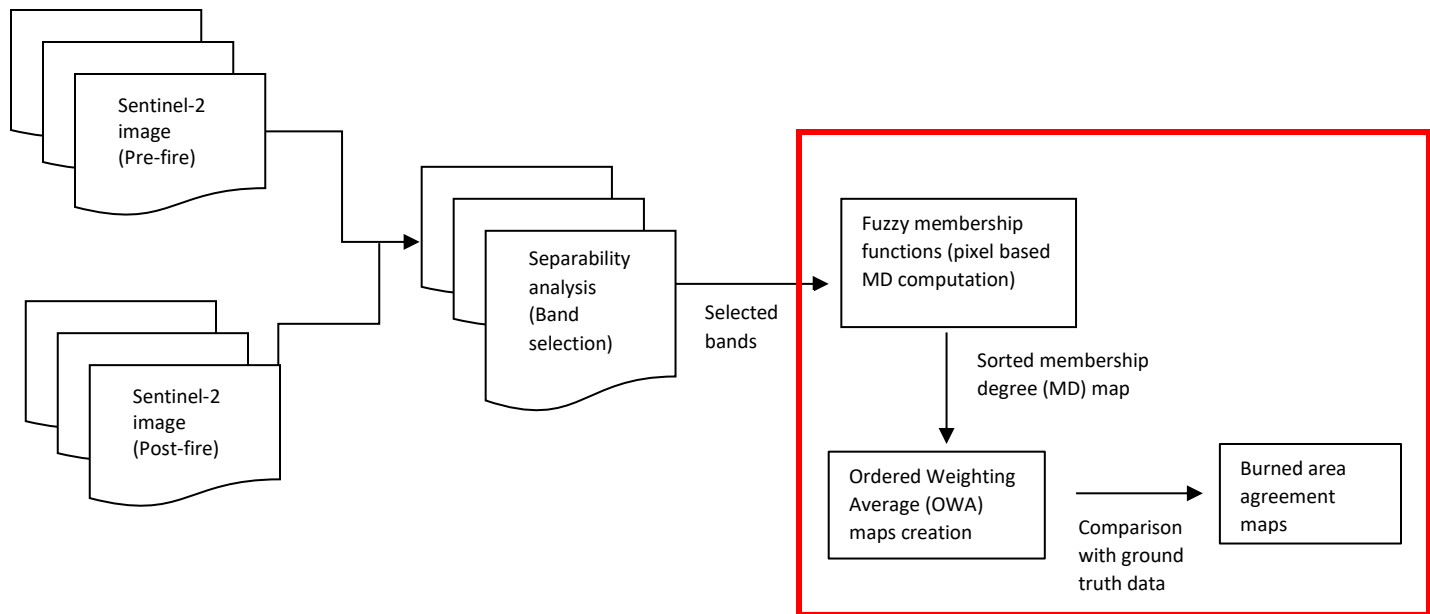 Sentinel-2
image
(Pre-fire)
Sentinel-2
image
(Post-fire)
Separability
analysis
(Band
selection)
Selected
bands
Fuzzy membership
functions (pixel based
MD computation)
Sorted membership
degree (MD) map
Ordered Weighting
Average (OWA)
maps creation
Comparison
with ground
truth data
Burned area
agreement
maps